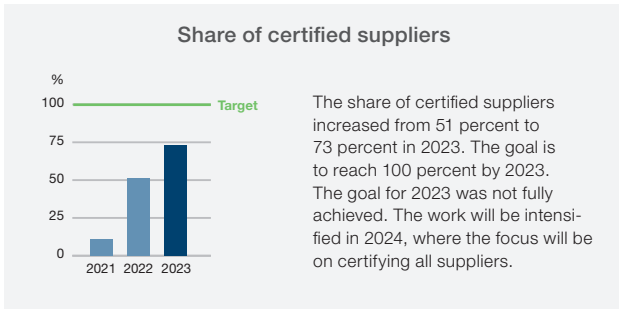 Share of certified suppliers
%
100
Target
75
50
25
0
2021 2022 2023
The share of certified suppliers
increased from 51 percent to
73 percent in 2023. The goal is
to reach 100 percent by 2023.
The goal for 2023 was not fully
achieved. The work will be intensi-
fied in 2024, where the focus will be
on certifying all suppliers.